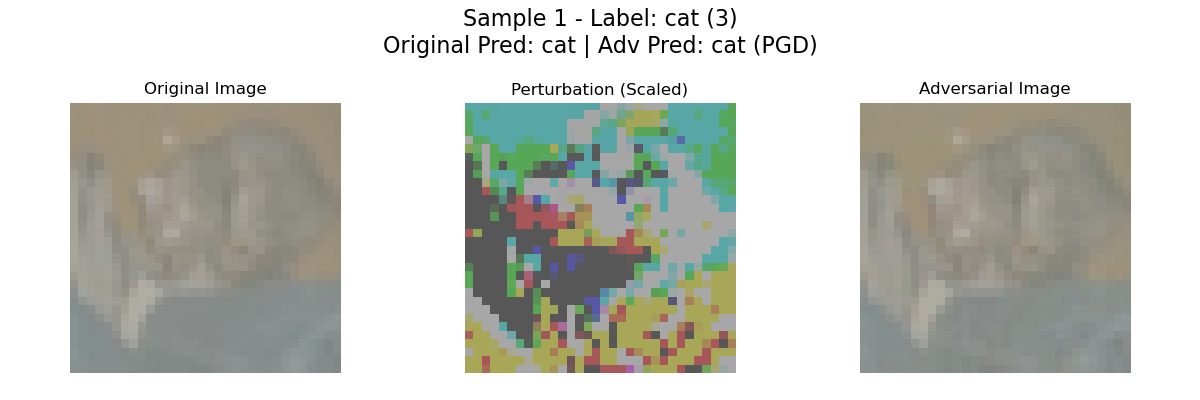 Sample 1 - Label: cat (3)
Original Pred: cat | Adv Pred: cat (PGD)
Original Image
Perturbation (Scaled)
Adversarial Image